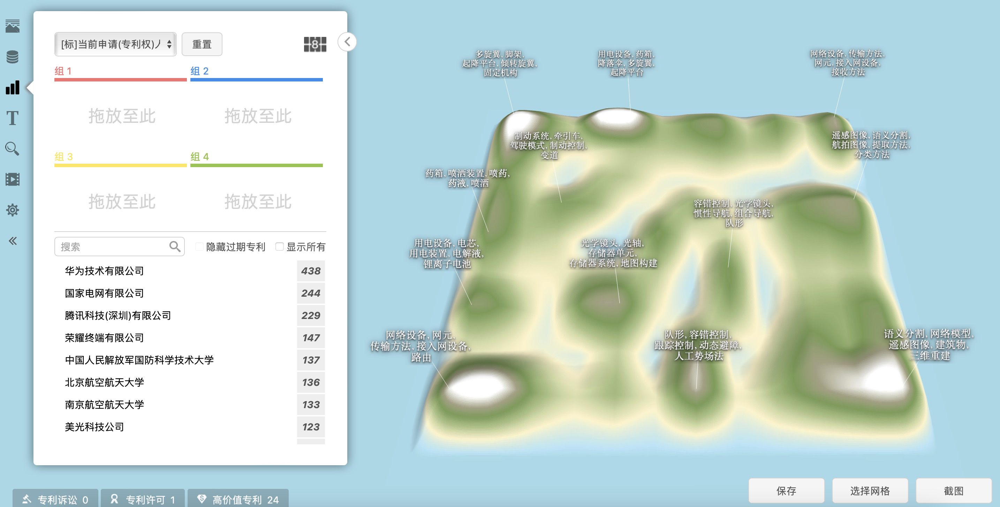 [标]当前申请(专利权)人
重置
8
组 1
组 2
拖放至此
拖放至此
组 3
组 4
拖放至此
拖放至此
搜索
隐藏过期专利
显示所有
华为技术有限公司 438
国家电网有限公司 244
腾讯科技(深圳)有限公司 229
荣耀终端有限公司 147
中国人民解放军国防科学技术大学 137
北京航空航天大学 136
南京航空航天大学 133
美光科技公司 123
T
多旋翼, 脚架,
起降平台, 倾转旋翼,
固定机构
用电设备, 药箱,
降落伞, 多旋翼,
起降平台
网络设备, 传输方法,
网元, 接入网设备,
接收方法
制动系统, 牵引车,
驾驶模式, 制动控制,
变道
遥感图像, 语义分割,
航拍图像, 提取方法,
分类方法
药箱, 喷洒装置, 喷药,
药液, 喷洒
容错控制, 光学镜头,
惯性导航, 组合导航,
队形
用电设备, 电芯,
用电装置, 电解液,
锂离子电池
光学镜头, 光轴,
存储器单元,
存储器系统, 地图构建
网络设备, 网元,
传输方法, 接入网设备,
路由
队形, 容错控制,
跟踪控制, 动态避障,
人工势场法
语义分割, 网络模型,
遥感图像, 建筑物,
三维重建
专利诉讼 0
专利许可 1
高价值专利 24
保存
选择网格
截图